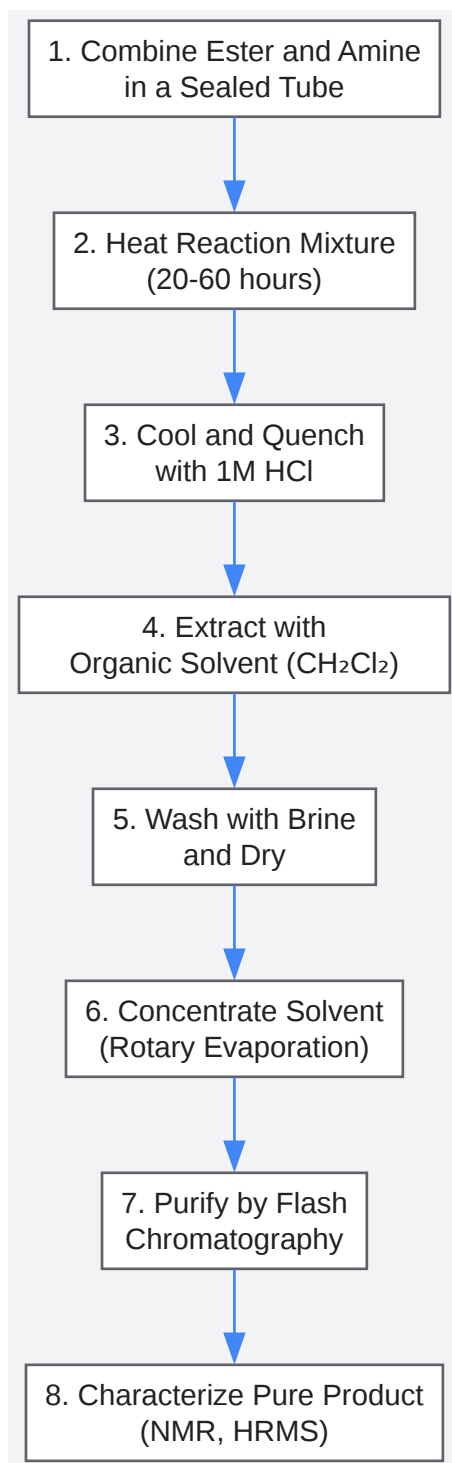 1. Combine Ester and Amine
in a Sealed Tube
2. Heat Reaction Mixture
(20-60 hours)
3. Cool and Quench
with 1M HCl
4. Extract with
Organic Solvent (CH₂Cl₂)
5. Wash with Brine
and Dry
6. Concentrate Solvent
(Rotary Evaporation)
7. Purify by Flash
Chromatography
8. Characterize Pure Product
(NMR, HRMS)